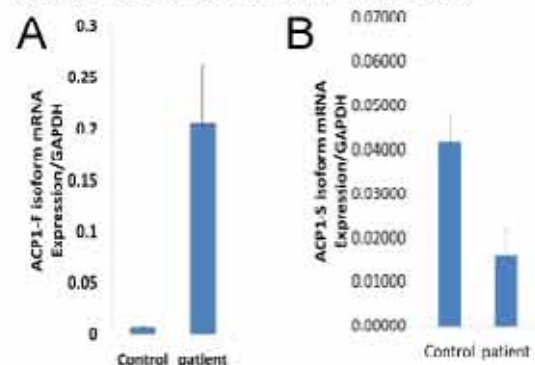 A
ACP1-F isoform mRNA
Expression/GAPDH
0.3
0.25
0.2
0.15
0.1
0.05
0
Control patient
B
ACP1-S isoform mRNA
Expression/GAPDH
0.07000
0.06000
0.05000
0.04000
0.03000
0.02000
0.01000
0.00000
Control patient